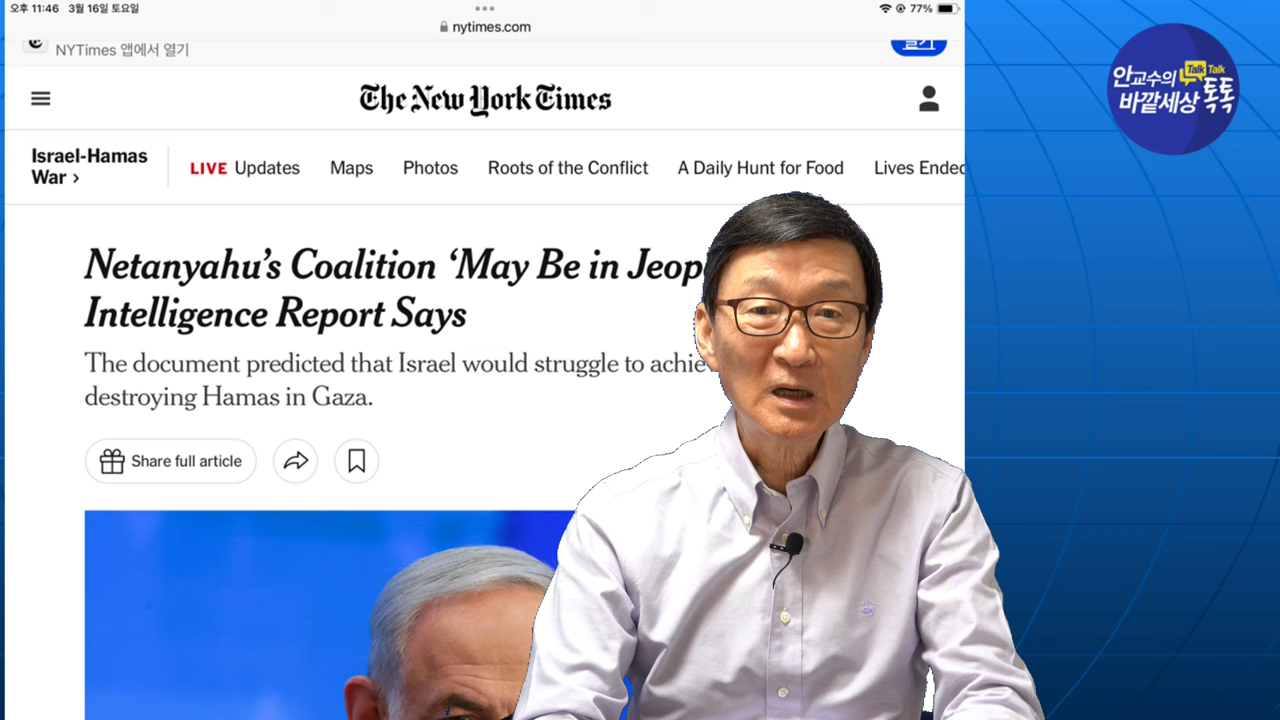 오후 11:46 3월 16일 토요일
77%
nytimes.com
NYTimes 앱에서 열기
열기
The New York Times
Israel-Hamas
War ›
LIVE Updates Maps Photos Roots of the Conflict A Daily Hunt for Food Lives Ended
Netanyahu's Coalition ‘May Be in Jeop
Intelligence Report Says
The document predicted that Israel would struggle to achie
destroying Hamas in Gaza.
Share full article
안교수의 Talk Talk
바깥세상 톡톡